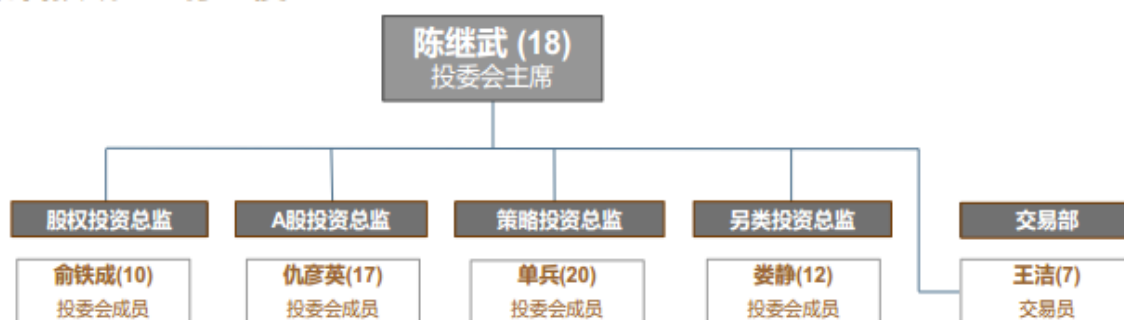 陈继武 (18)
投委会主席
股权投资总监
A股投资总监
策略投资总监
另类投资总监
交易部
俞铁成(10)
仇彦英(17)
单兵(20)
娄静(12)
王洁(7)
投委会成员
投委会成员
投委会成员
投委会成员
交易员